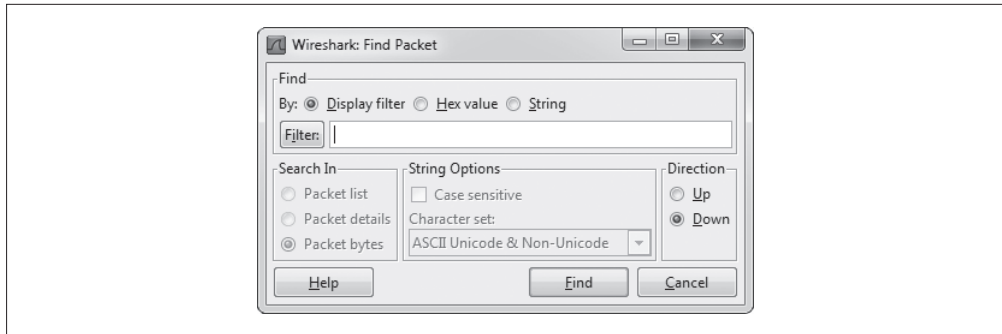 Wireshark: Find Packet
Find
By: Display filter Hex value String
Filter:
Search In
Packet list
Packet details
Packet bytes
String Options
Case sensitive
Character set:
ASCII Unicode & Non-Unicode
Direction
Up
Down
Help
Find
Cancel